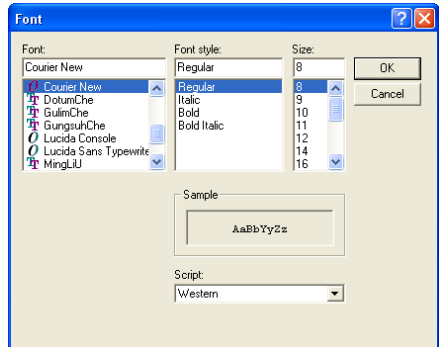 Font
Font: Font style: Size:
Courier New Regular 8 OK
Courier New Regular 8 Cancel
DotumChe Italic 9
GulimChe Bold 10
GungsuhChe Bold Italic 11
Lucida Console 12
Lucida Sans Typewrite 14
MingLiU 16
Sample
AaBbYyZz
Script:
Western